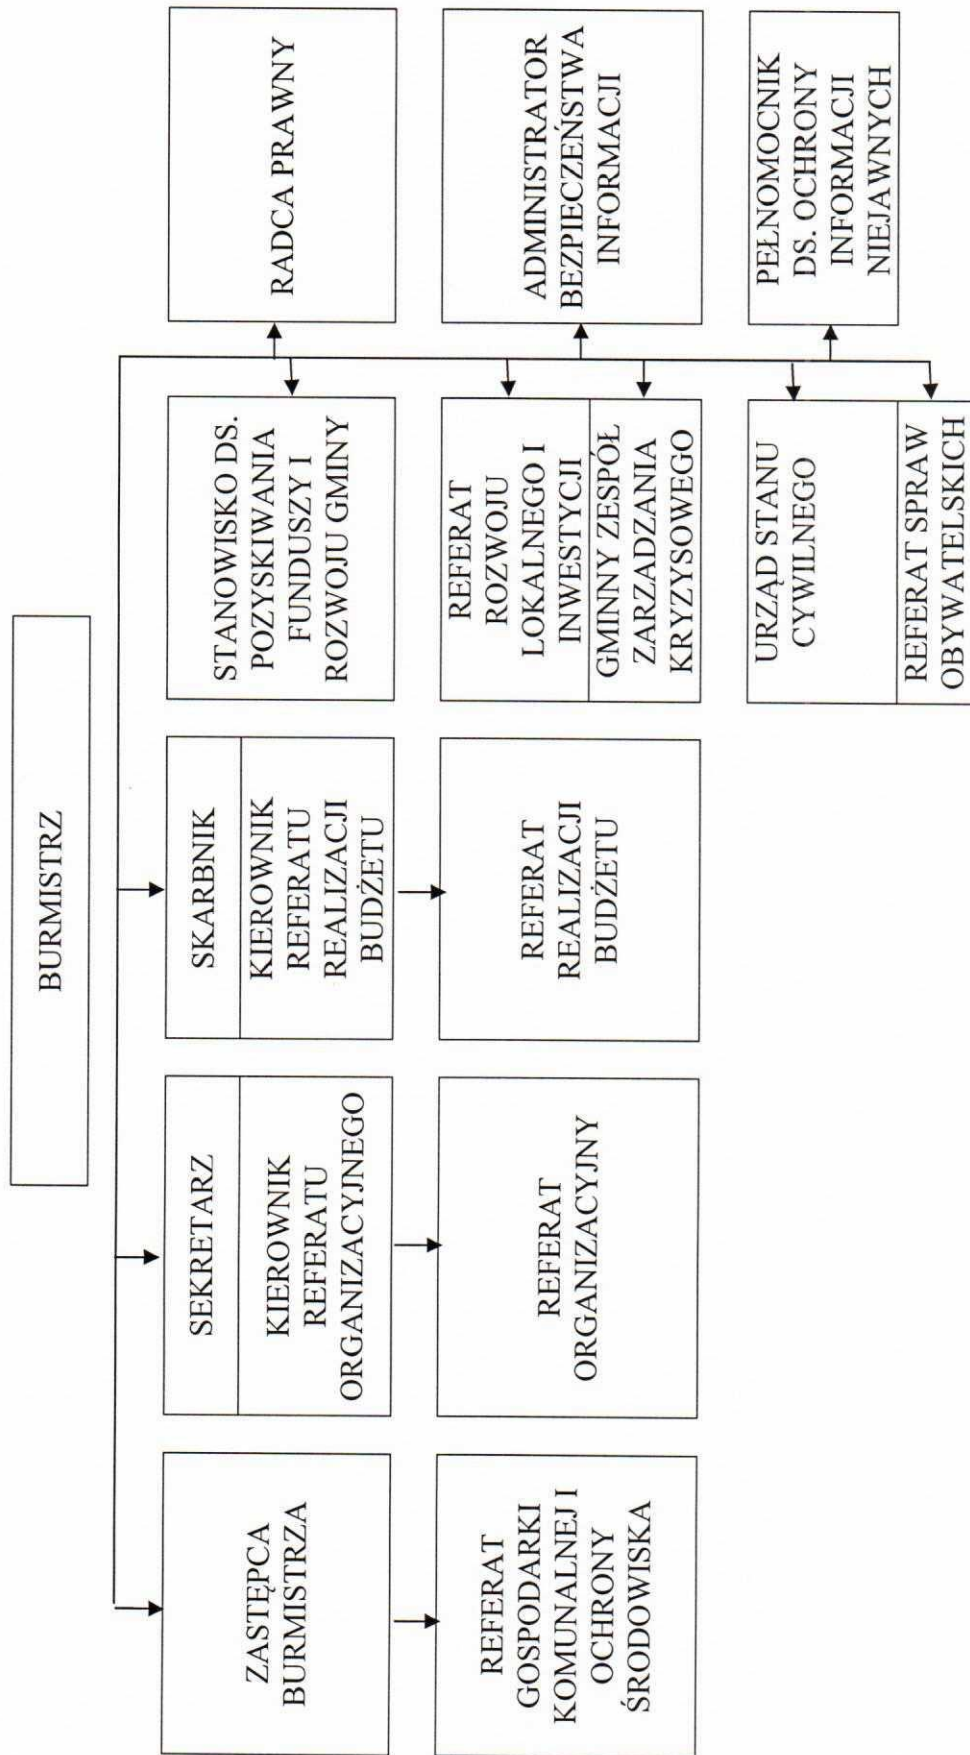 BURMISTRZ
ZASTĘPCA
BURMISTRZA
SEKRETARZ
KIEROWNIK
REFERATU
ORGANIZACYJNEGO
SKARBNIK
KIEROWNIK
REFERATU
REALIZACJI
BUDŻETU
STANOWISKO DS.
POZYSKIWANIA
FUNDUSZY I
ROZWOJU GMINY
RADCA PRAWNY
REFERAT
GOSPODARKI
KOMUNALNEJ I
OCHRONY
ŚRODOWISKA
REFERAT
ORGANIZACYJNY
REFERAT
REALIZACJI
BUDŻETU
REFERAT
ROZWOJU
LOKALNEGO I
INWESTYCJI
GMINNY ZESPÓŁ
ZARZADZANIA
KRYZYSOWEGO
ADMINISTRATOR
BEZPIECZEŃSTWA
INFORMACJI
URZĄD STANU
CYWILNEGO
REFERAT SPRAW
OBYWATELSKICH
PEŁNOMOCNIK
DS. OCHRONY
INFORMACJI
NIEJAWNYCH